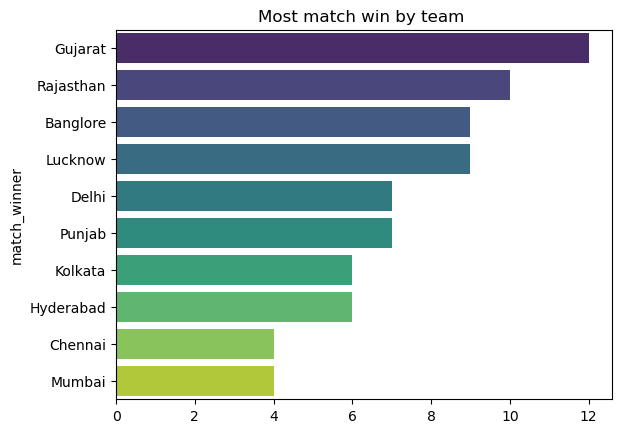 Most match win by team
match_winner
Gujarat
Rajasthan
Banglore
Lucknow
Delhi
Punjab
Kolkata
Hyderabad
Chennai
Mumbai
0 2 4 6 8 10 12